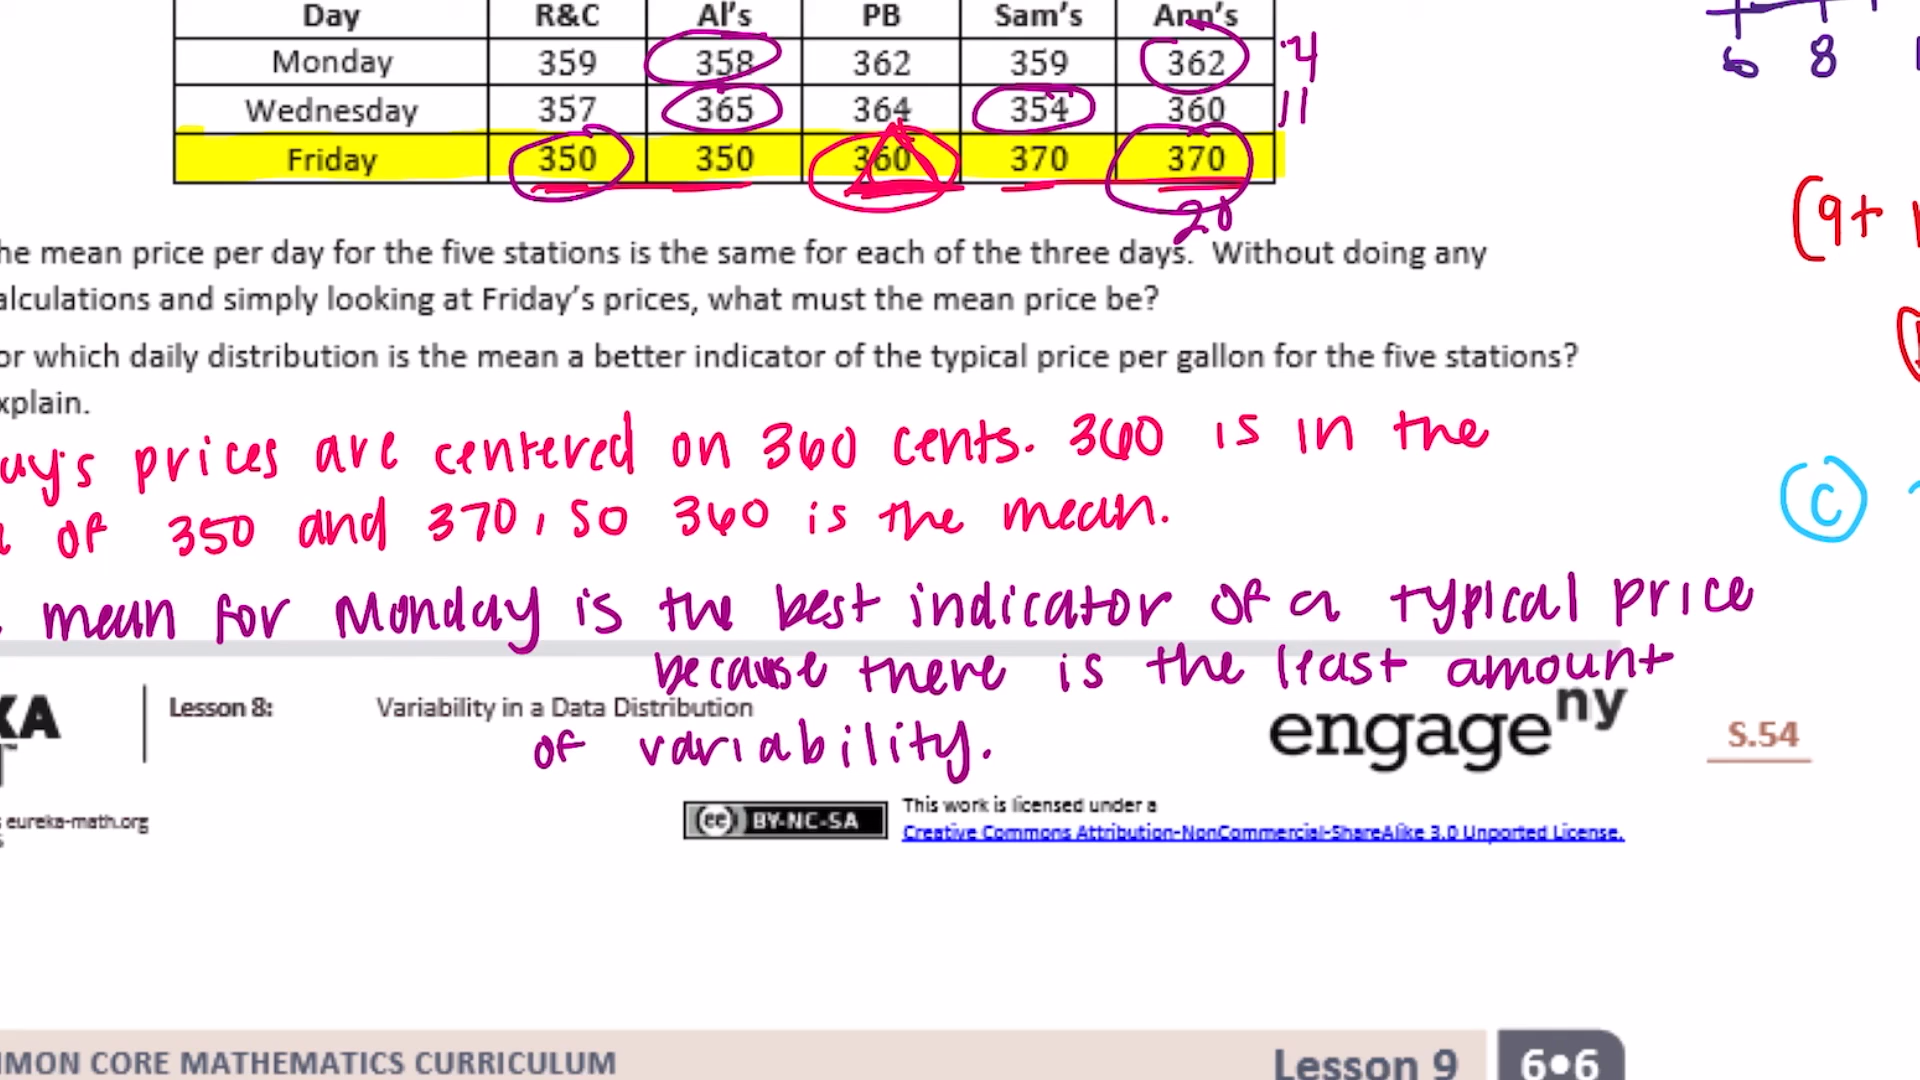 Day R&C Al's PB Sam's Ann's
Monday 359 358 362 359 362 4
Wednesday 357 365 364 354 360 11
Friday 350 350 360 370 370
20
6 8
(9+
he mean price per day for the five stations is the same for each of the three days. Without doing any
alculations and simply looking at Friday's prices, what must the mean price be?
or which daily distribution is the mean a better indicator of the typical price per gallon for the five stations?
xplain.
ay's prices are centered on 360 cents. 360 is in the
of 350 and 370, so 360 is the mean.
C
mean for Monday is the best indicator of a typical price
because there is the least amount
of variability.
KA
Lesson 8: Variability in a Data Distribution
engage ny
S.54
eureka-math.org
cc BY-NC-SA
This work is licensed under a
Creative Commons Attribution-NonCommercial-ShareAlike 3.0 Unported License.
MMON CORE MATHEMATICS CURRICULUM
Lesson 9 6•6